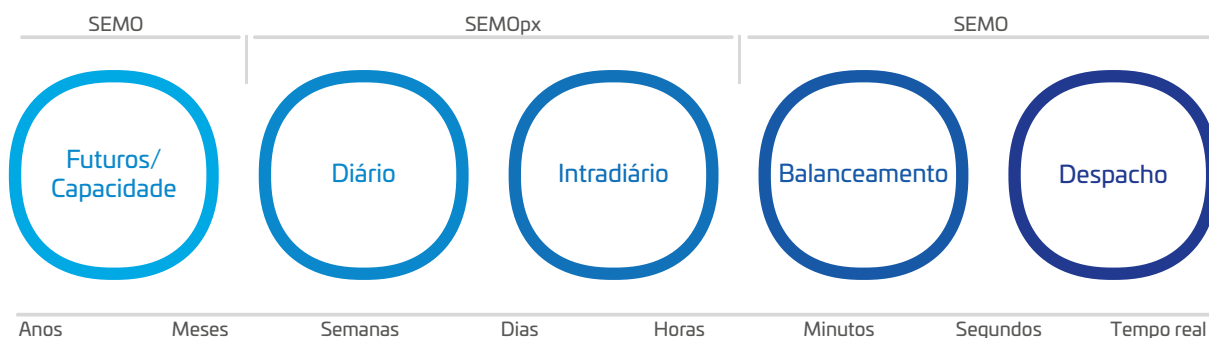 SEMO
SEMOpx
SEMO
Futuros/
Capacidade
Diário
Intradiário
Balanceamento
Despacho
Anos
Meses
Semanas
Dias
Horas
Minutos
Segundos
Tempo real